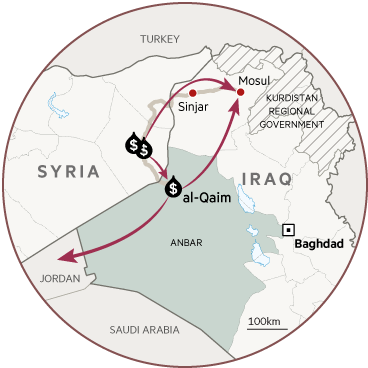 TURKEY
Mosul
Sinjar
KURDISTAN
REGIONAL
GOVERNMENT
$
$
SYRIA
$
IRAQ
al-Qaim
ANBAR
Baghdad
JORDAN
SAUDI ARABIA
100km